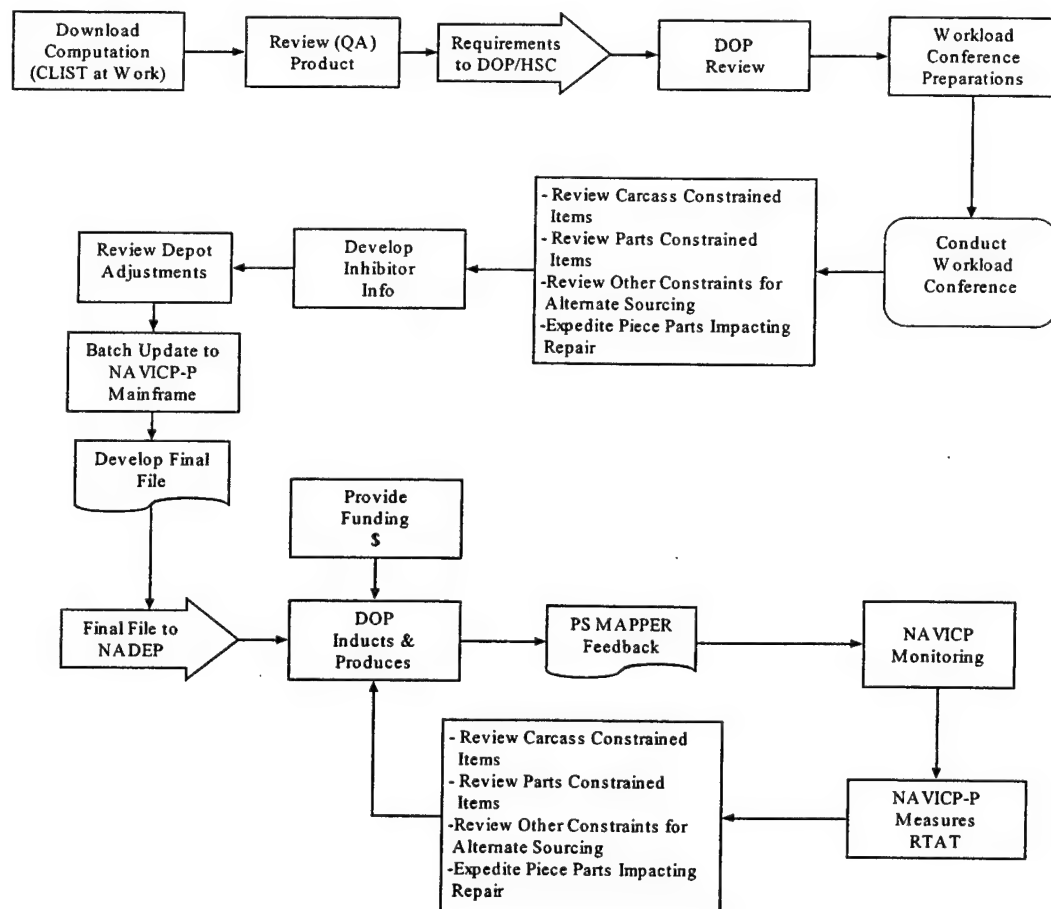 Download
Computation
(CLIST at Work)
Review (QA)
Product
Requirements
to DOP/HSC
DOP
Review
Workload
Conference
Preparations
Conduct
Workload
Conference
- Review Carcass Constrained
Items
- Review Parts Constrained
Items
-Review Other Constraints for
Alternate Sourcing
-Expedite Piece Parts Impacting
Repair
Develop
Inhibitor
Info
Review Depot
Adjustments
Batch Update to
NAVICP-P
Mainframe
Develop Final
File
Final File to
NADEP
Provide
Funding
$
DOP
Inducts &
Produces
PS MAPPER
Feedback
NAVICP
Monitoring
NAVICP-P
Measures
RTAT
- Review Carcass Constrained
Items
- Review Parts Constrained
Items
-Review Other Constraints for
Alternate Sourcing
-Expedite Piece Parts Impacting
Repair